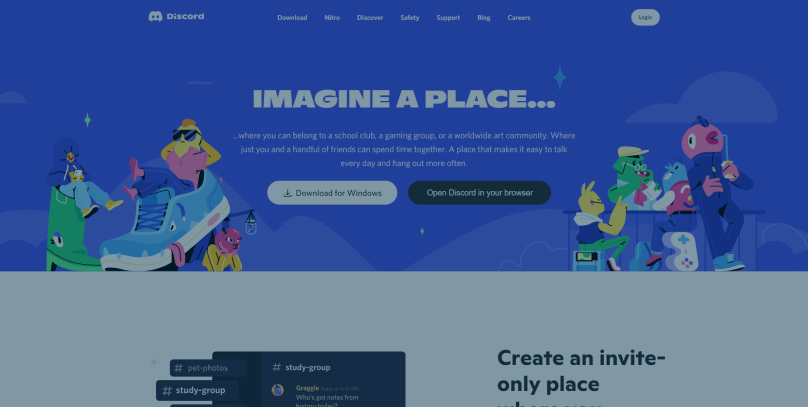 Discord
Download Nitro Discover Safety Support Blog Careers
Login
IMAGINE A PLACE...
...where you can belong to a school club, a gaming group, or a worldwide art community. Where
just you and a handful of friends can spend time together. A place that makes it easy to talk
every day and hang out more often.
Download for Windows
Open Discord in your browser
# pet-photos
# study-group
# study-group
Graggle Today at 9:18 AM
Who's got notes from
history today?
Create an invite-
only place
where you